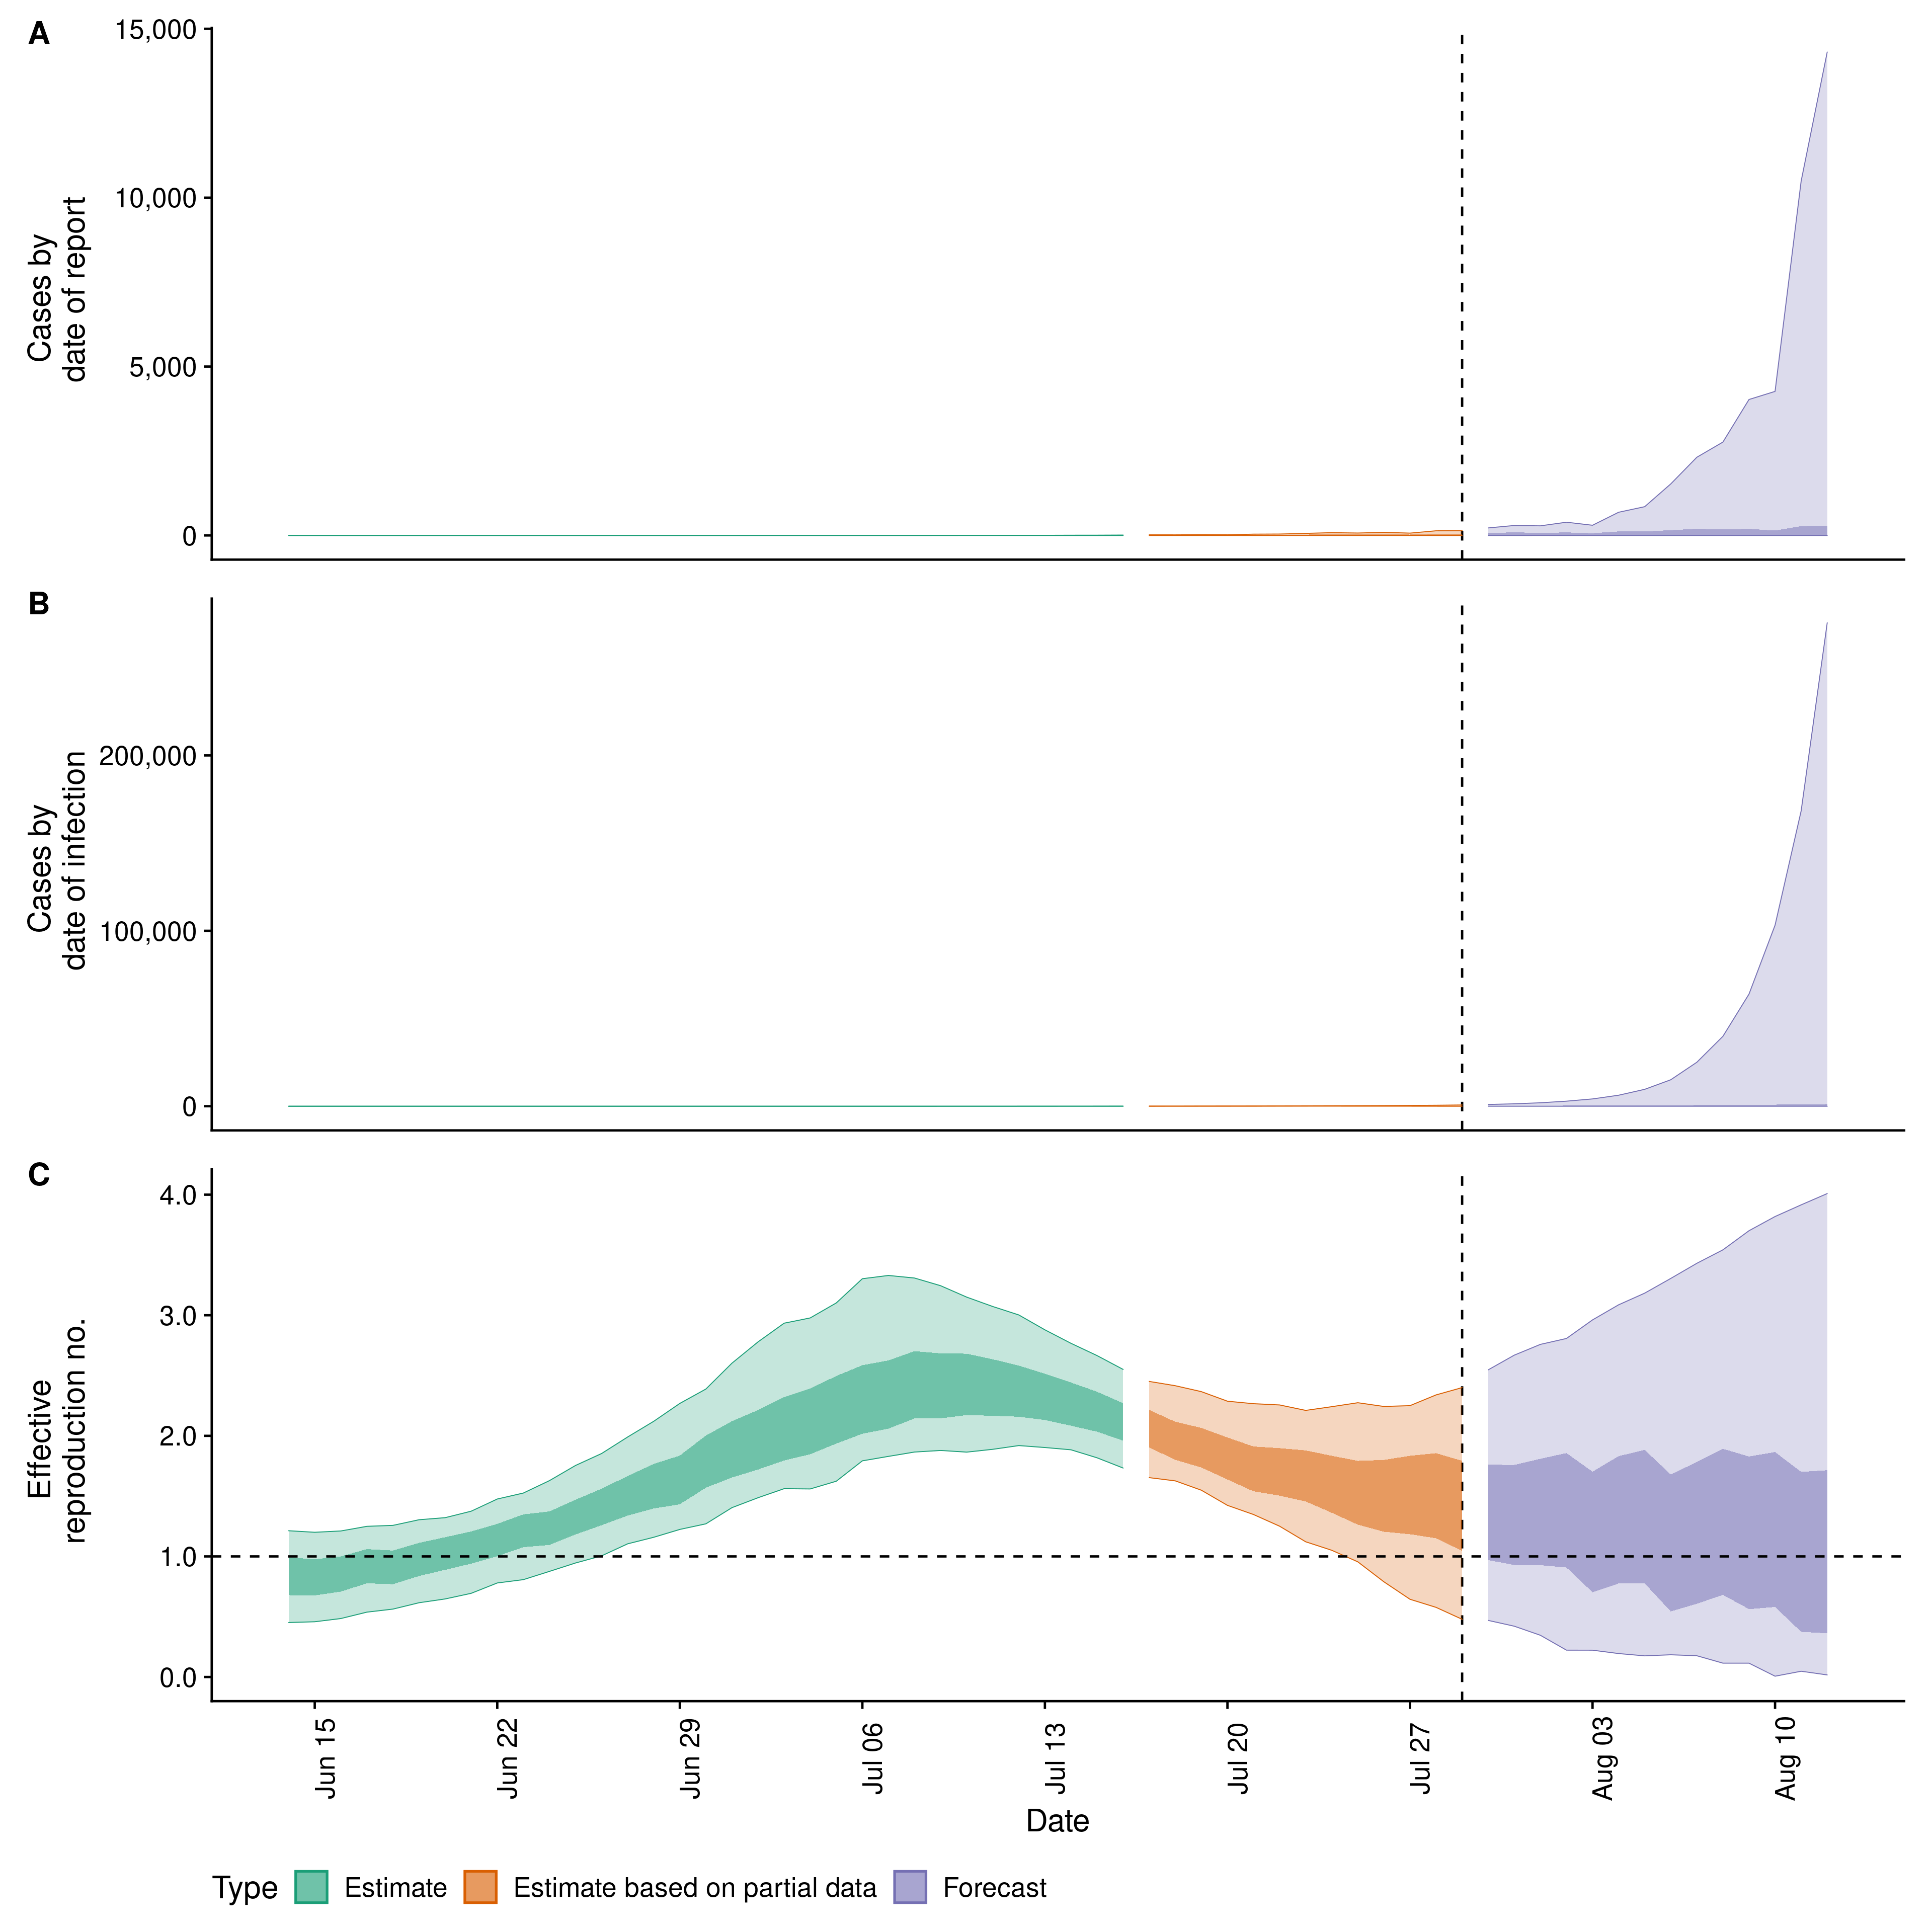 A
15,000
10,000
5,000
0
Cases by
date of report
B
200,000
100,000
0
Cases by
date of infection
C
4.0
3.0
2.0
1.0
0.0
Effective
reproduction no.
Jun 15
Jun 22
Jun 29
Jul 06
Jul 13
Jul 20
Jul 27
Aug 03
Aug 10
Date
Type
Estimate
Estimate based on partial data
Forecast